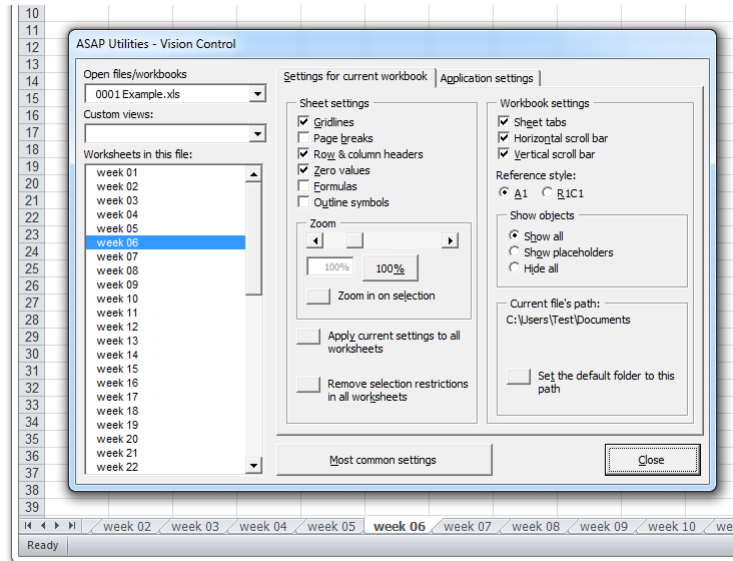 10
11
12
13
14
15
16
17
18
19
20
21
22
23
24
25
26
27
28
29
30
31
32
33
34
35
36
37
38
39
ASAP Utilities - Vision Control
Open files/workbooks
0001 Example.xls
Custom views:
Worksheets in this file:
week 01
week 02
week 03
week 04
week 05
week 06
week 07
week 08
week 09
week 10
week 11
week 12
week 13
week 14
week 15
week 16
week 17
week 18
week 19
week 20
week 21
week 22
Settings for current workbook
Application settings
Sheet settings
Gridlines
Page breaks
Row & column headers
Zero values
Formulas
Outline symbols
Zoom
100%
100%
Zoom in on selection
Apply current settings to all
worksheets
Remove selection restrictions
in all worksheets
Workbook settings
Sheet tabs
Horizontal scroll bar
Vertical scroll bar
Reference style:
A1 R1C1
Show objects
Show all
Show placeholders
Hide all
Current file's path:
C:\Users\Test\Documents
Set the default folder to this
path
Most common settings
Close
week 02 week 03 week 04 week 05 week 06 week 07 week 08 week 09 week 10 we
Ready